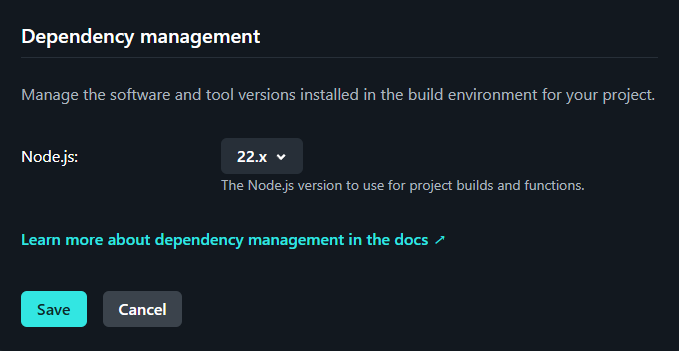 Dependency management
Manage the software and tool versions installed in the build environment for your project.
Node.js:
22.x
The Node.js version to use for project builds and functions.
Learn more about dependency management in the docs ↗
Save
Cancel